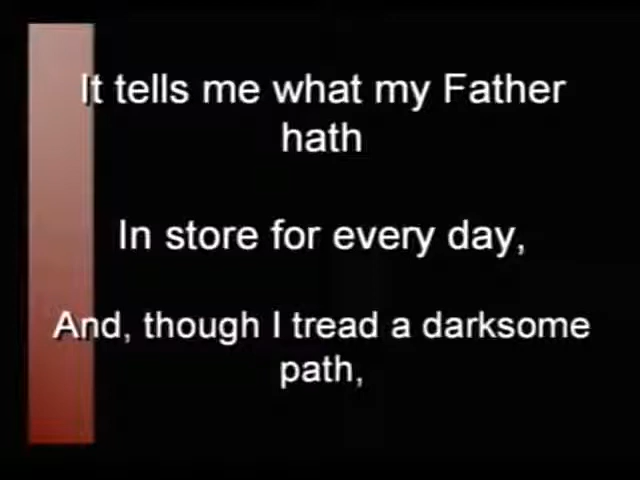 It tells me what my Father
hath
In store for every day,
And, though I tread a darksome
path,